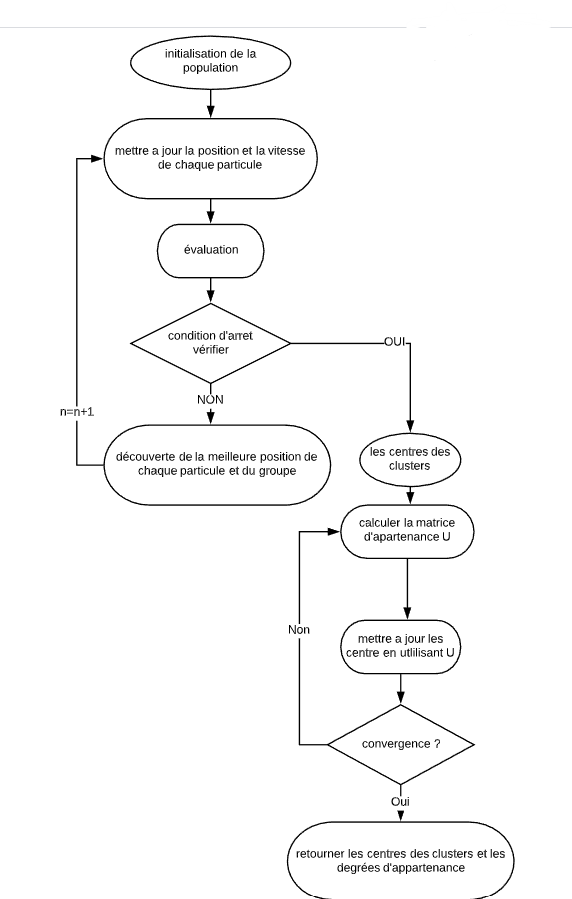 initialisation de la
population
mettre a jour la position et la vitesse
de chaque particule
évaluation
condition d'arret
vérifier
OUI
NON
n=n+1
découverte de la meilleure position de
chaque particule et du groupe
les centres des
clusters
calculer la matrice
d'apartenance U
Non
mettre a jour les
centre en utlilisant U
convergence ?
Oui
retourner les centres des clusters et les
degrées d'appartenance